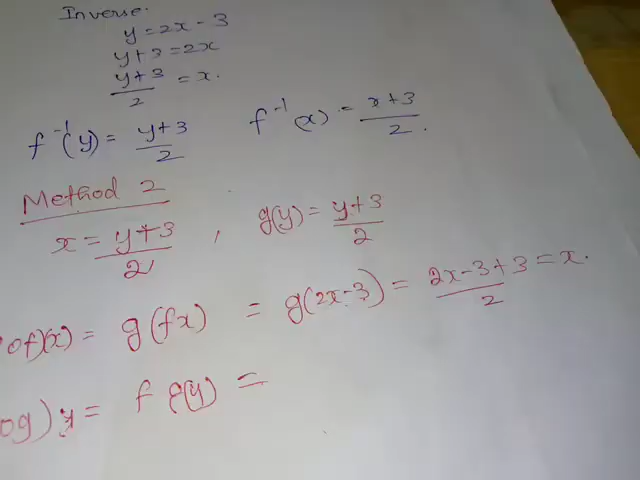 Inverse.
y = 2x - 3
y + 3 = 2x
y + 3 / 2 = x.
f⁻¹(y) = y + 3 / 2 f⁻¹(x) = x + 3 / 2.
Method 2
x = y + 3 / 2 , g(y) = y + 3 / 2
of)(x) = g(fx) = g(2x - 3) = 2x - 3 + 3 / 2 = x.
og) y = f g(y) =